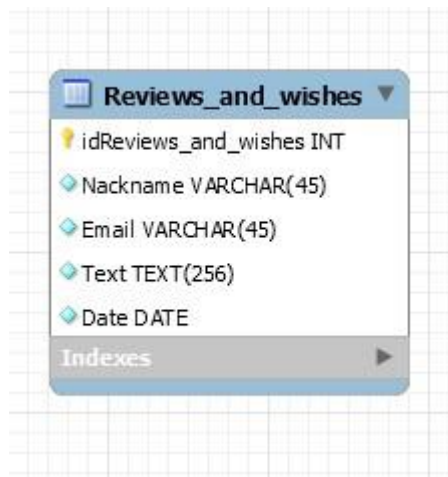 Reviews_and_wishes
idReviews_and_wishes INT
Nackname VARCHAR(45)
Email VARCHAR(45)
Text TEXT(256)
Date DATE
Indexes